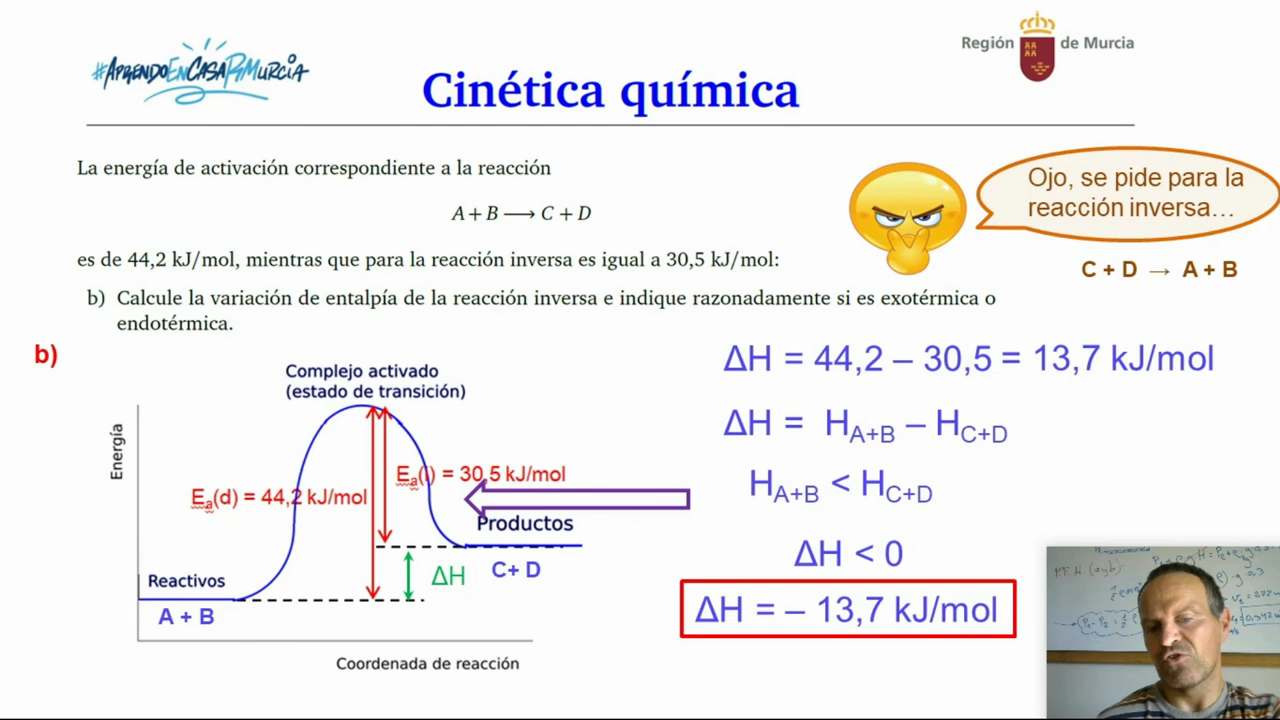 #APRENDOENCASARMURCIA
Región de Murcia
Cinética química
La energía de activación correspondiente a la reacción
A + B ⟶ C + D
es de 44,2 kJ/mol, mientras que para la reacción inversa es igual a 30,5 kJ/mol:
b) Calcule la variación de entalpía de la reacción inversa e indique razonadamente si es exotérmica o
endotérmica.
Ojo, se pide para la
reacción inversa...
C + D → A + B
b)
Complejo activado
(estado de transición)
Energía
Ea(i) = 30,5 kJ/mol
Ea(d) = 44,2 kJ/mol
Productos
C+ D
ΔH
Reactivos
A + B
Coordenada de reacción
ΔH = 44,2 – 30,5 = 13,7 kJ/mol
ΔH = HA+B – HC+D
HA+B < HC+D
ΔH < 0
ΔH = – 13,7 kJ/mol